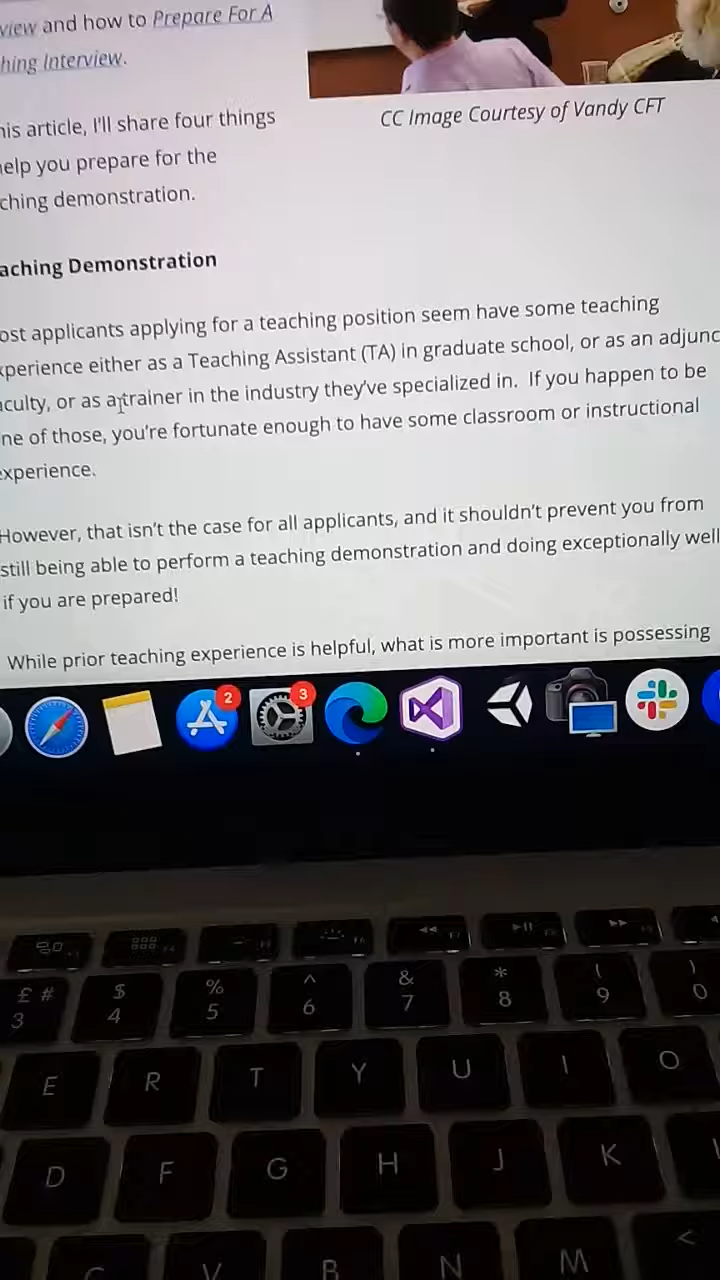 view and how to Prepare For A
hing Interview.
CC Image Courtesy of Vandy CFT
his article, I'll share four things
help you prepare for the
ching demonstration.
aching Demonstration
ost applicants applying for a teaching position seem have some teaching
xperience either as a Teaching Assistant (TA) in graduate school, or as an adjunc
aculty, or as a trainer in the industry they've specialized in. If you happen to be
ne of those, you're fortunate enough to have some classroom or instructional
experience.
However, that isn't the case for all applicants, and it shouldn't prevent you from
still being able to perform a teaching demonstration and doing exceptionally well
if you are prepared!
While prior teaching experience is helpful, what is more important is possessing
2 3
F7
£ # $ % ^ & * ( )
3 4 5 6 7 8 9 0
E R T Y U I O
D F G H J K
C V B N M <